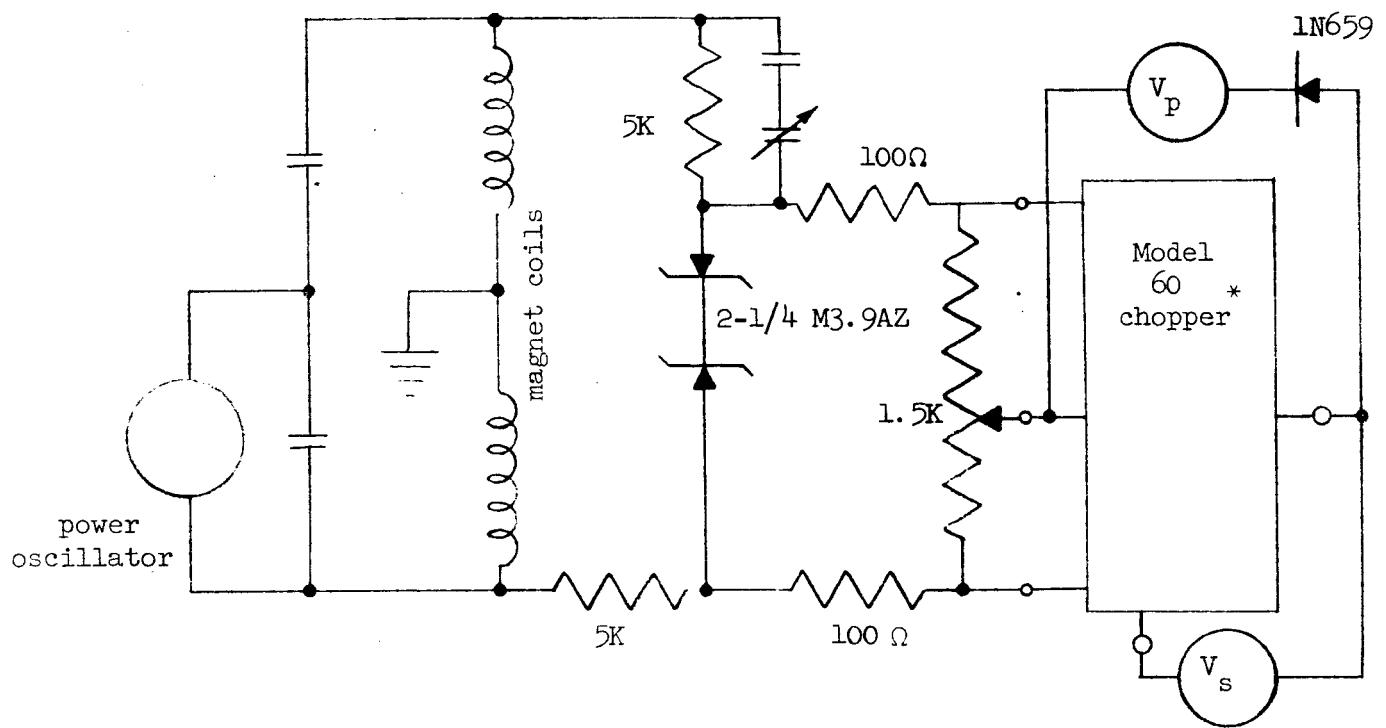 1N659
V
p
5K
100Ω
magnet coils
Model
60
chopper *
2-1/4 M3.9AZ
1.5K
power
oscillator
5K
100 Ω
V
s